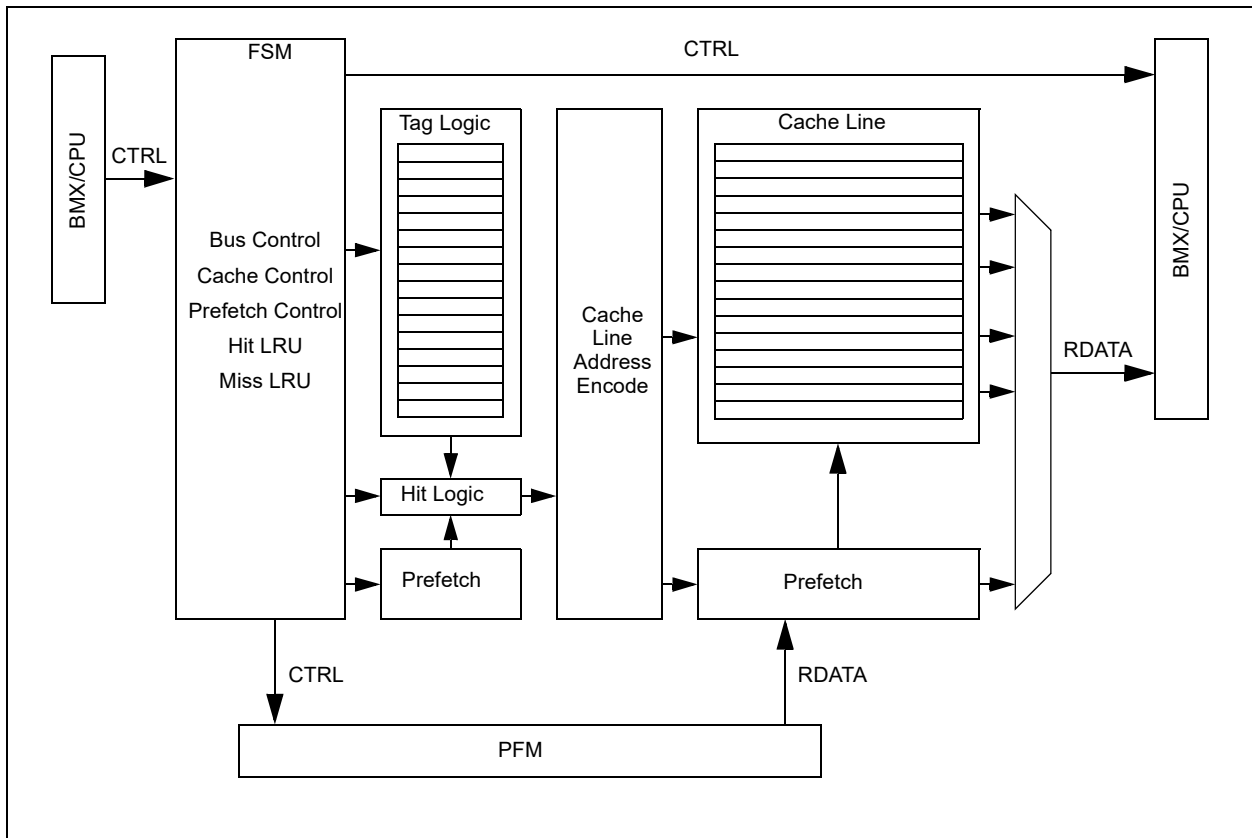 FSM
CTRL
BMX/CPU
CTRL
Bus Control
Cache Control
Prefetch Control
Hit LRU
Miss LRU
Tag Logic
Hit Logic
Prefetch
Cache
Line
Address
Encode
Cache Line
Prefetch
RDATA
BMX/CPU
CTRL
RDATA
PFM